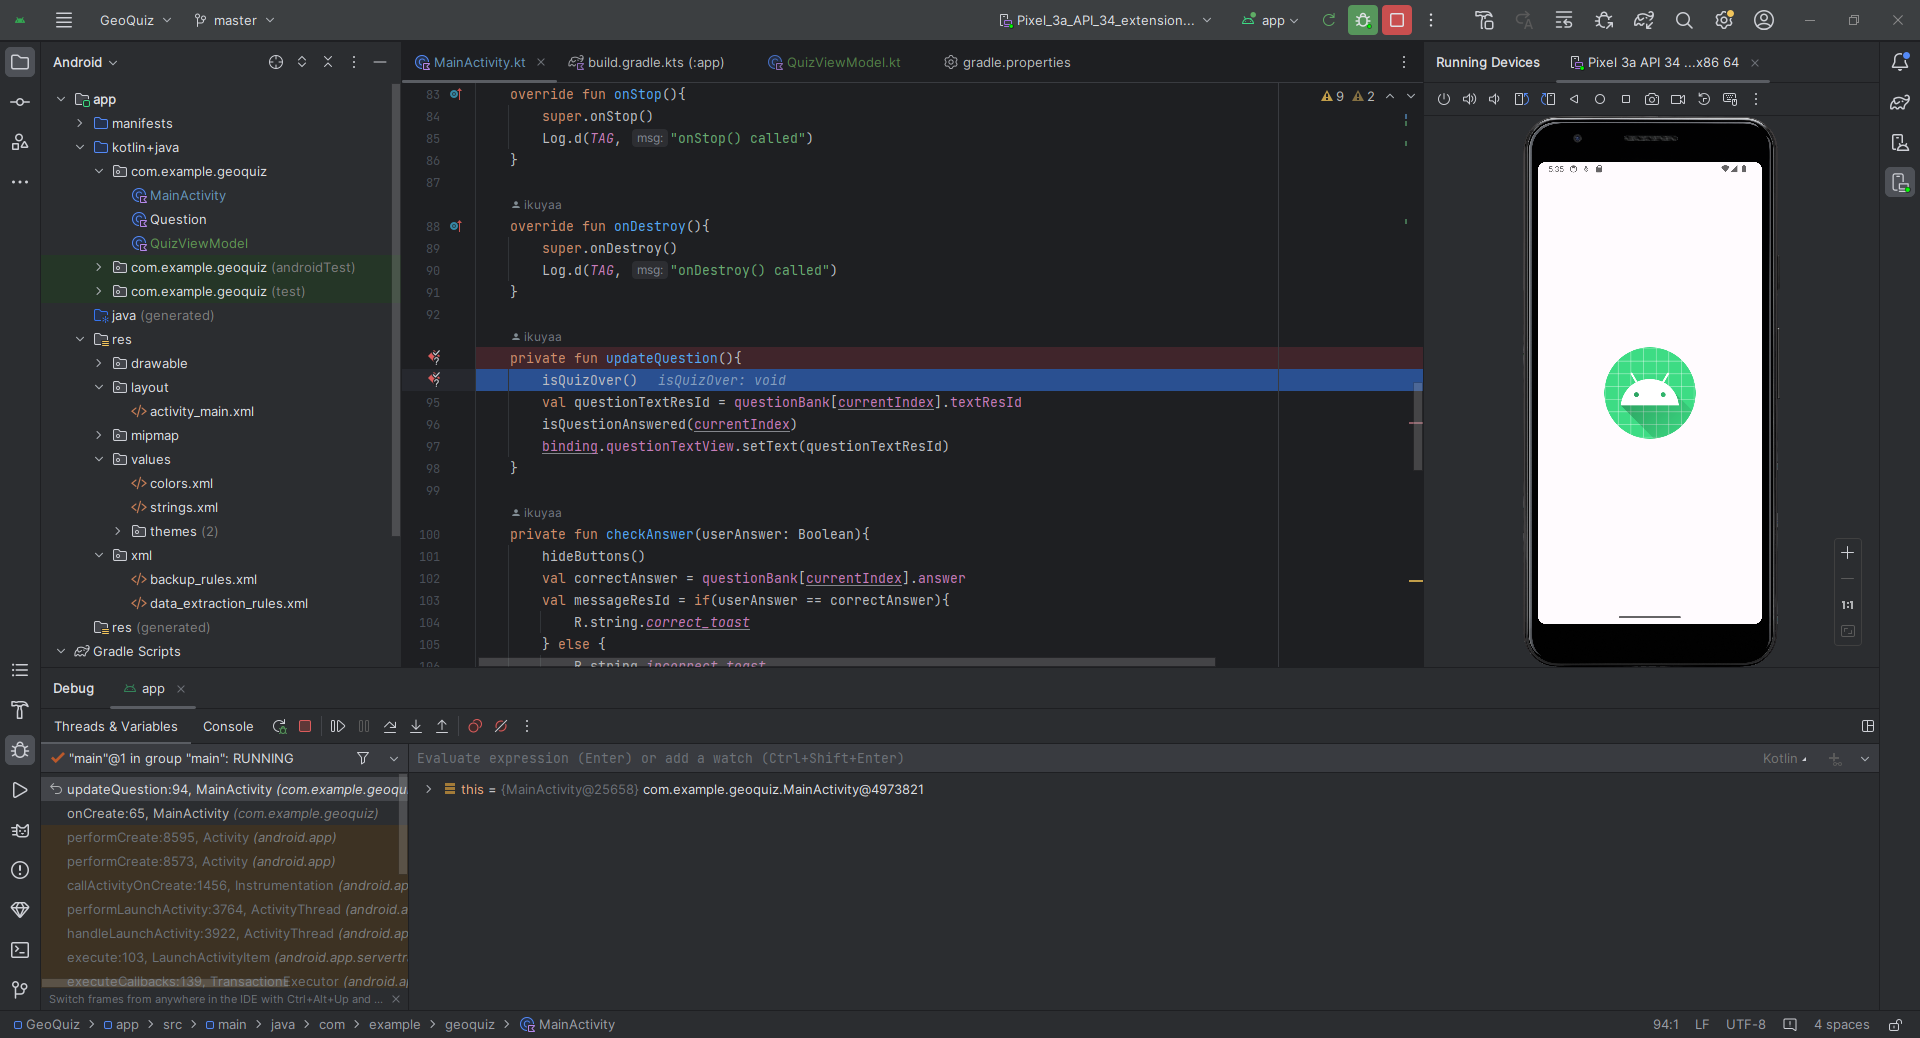 GeoQuiz
master
Pixel_3a_API_34_extension...
app
Android
app
manifests
kotlin+java
com.example.geoquiz
MainActivity
Question
QuizViewModel
com.example.geoquiz (androidTest)
com.example.geoquiz (test)
java (generated)
res
drawable
layout
activity_main.xml
mipmap
values
colors.xml
strings.xml
themes (2)
xml
backup_rules.xml
data_extraction_rules.xml
res (generated)
Gradle Scripts
MainActivity.kt
build.gradle.kts (:app)
QuizViewModel.kt
gradle.properties
9 2
83 override fun onStop(){
84 super.onStop()
85 Log.d(TAG, msg: "onStop() called")
86 }
87
ikuyaa
88 override fun onDestroy(){
89 super.onDestroy()
90 Log.d(TAG, msg: "onDestroy() called")
91 }
92
ikuyaa
private fun updateQuestion(){
isQuizOver() isQuizOver: void
95 val questionTextResId = questionBank[currentIndex].textResId
96 isQuestionAnswered(currentIndex)
97 binding.questionTextView.setText(questionTextResId)
98 }
99
ikuyaa
100 private fun checkAnswer(userAnswer: Boolean){
101 hideButtons()
102 val correctAnswer = questionBank[currentIndex].answer
103 val messageResId = if(userAnswer == correctAnswer){
104 R.string.correct_toast
105 } else {
106 R.string.incorrect_toast
Running Devices
Pixel 3a API 34 ...x86 64
5:35
1:1
Debug
app
Threads & Variables
Console
"main"@1 in group "main": RUNNING
updateQuestion:94, MainActivity (com.example.geoqu
onCreate:65, MainActivity (com.example.geoquiz)
performCreate:8595, Activity (android.app)
performCreate:8573, Activity (android.app)
callActivityOnCreate:1456, Instrumentation (android.ap
performLaunchActivity:3764, ActivityThread (android.a
handleLaunchActivity:3922, ActivityThread (android.ap
execute:103, LaunchActivityItem (android.app.servertr
executeCallbacks:139, TransactionExecutor (android.ap
Switch frames from anywhere in the IDE with Ctrl+Alt+Up and ...
Evaluate expression (Enter) or add a watch (Ctrl+Shift+Enter)
Kotlin
this = {MainActivity@25658} com.example.geoquiz.MainActivity@4973821
GeoQuiz > app > src > main > java > com > example > geoquiz > MainActivity
94:1 LF UTF-8 4 spaces